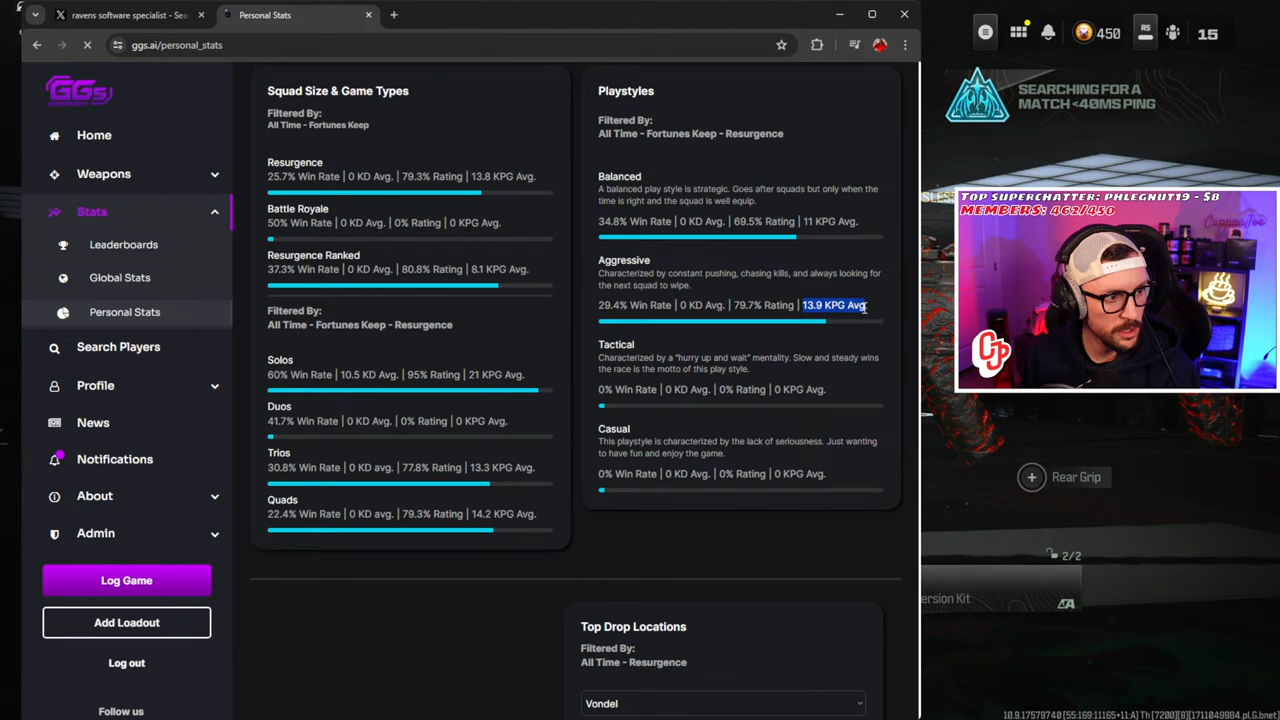 ravens software specialist - Sea
Personal Stats
ggs.ai/personal_stats
GGs
Home
Weapons
Stats
Leaderboards
Global Stats
Personal Stats
Search Players
Profile
News
Notifications
About
Admin
Log Game
Add Loadout
Log out
Follow us
Squad Size & Game Types
Filtered By:
All Time - Fortunes Keep
Resurgence
25.7% Win Rate | 0 KD Avg. | 79.3% Rating | 13.8 KPG Avg.
Battle Royale
50% Win Rate | 0 KD Avg. | 0% Rating | 0 KPG Avg.
Resurgence Ranked
37.3% Win Rate | 0 KD Avg. | 80.8% Rating | 8.1 KPG Avg.
Filtered By:
All Time - Fortunes Keep - Resurgence
Solos
60% Win Rate | 10.5 KD Avg. | 95% Rating | 21 KPG Avg.
Duos
41.7% Win Rate | 0 KD Avg. | 0% Rating | 0 KPG Avg.
Trios
30.8% Win Rate | 0 KD avg. | 77.8% Rating | 13.3 KPG Avg.
Quads
22.4% Win Rate | 0 KD avg. | 79.3% Rating | 14.2 KPG Avg.
Playstyles
Filtered By:
All Time - Fortunes Keep - Resurgence
Balanced
A balanced play style is strategic. Goes after squads but only when the
time is right and the squad is well equip.
34.8% Win Rate | 0 KD Avg. | 69.5% Rating | 11 KPG Avg.
Aggressive
Characterized by constant pushing, chasing kills, and always looking for
the next squad to wipe.
29.4% Win Rate | 0 KD Avg. | 79.7% Rating | 13.9 KPG Avg.
Tactical
Characterized by a "hurry up and wait" mentality. Slow and steady wins
the race is the motto of this play style.
0% Win Rate | 0 KD Avg. | 0% Rating | 0 KPG Avg.
Casual
This playstyle is characterized by the lack of seriousness. Just wanting
to have fun and enjoy the game.
0% Win Rate | 0 KD Avg. | 0% Rating | 0 KPG Avg.
Top Drop Locations
Filtered By:
All Time - Resurgence
Vondel
450
RS
15
SEARCHING FOR A
MATCH <40MS PING
TOP SUPERCHATTER: PHLEGNUT19 - $8
MEMBERS: 462/450
CuppaJoe
CJ
Rear Grip
2/2
ersion Kit